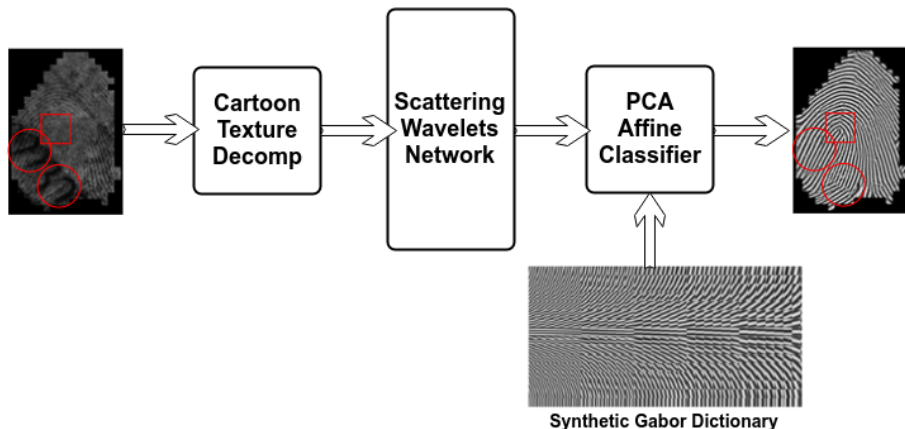 Cartoon
Texture
Decomp
Scattering
Wavelets
Network
PCA
Affine
Classifier
Synthetic Gabor Dictionary